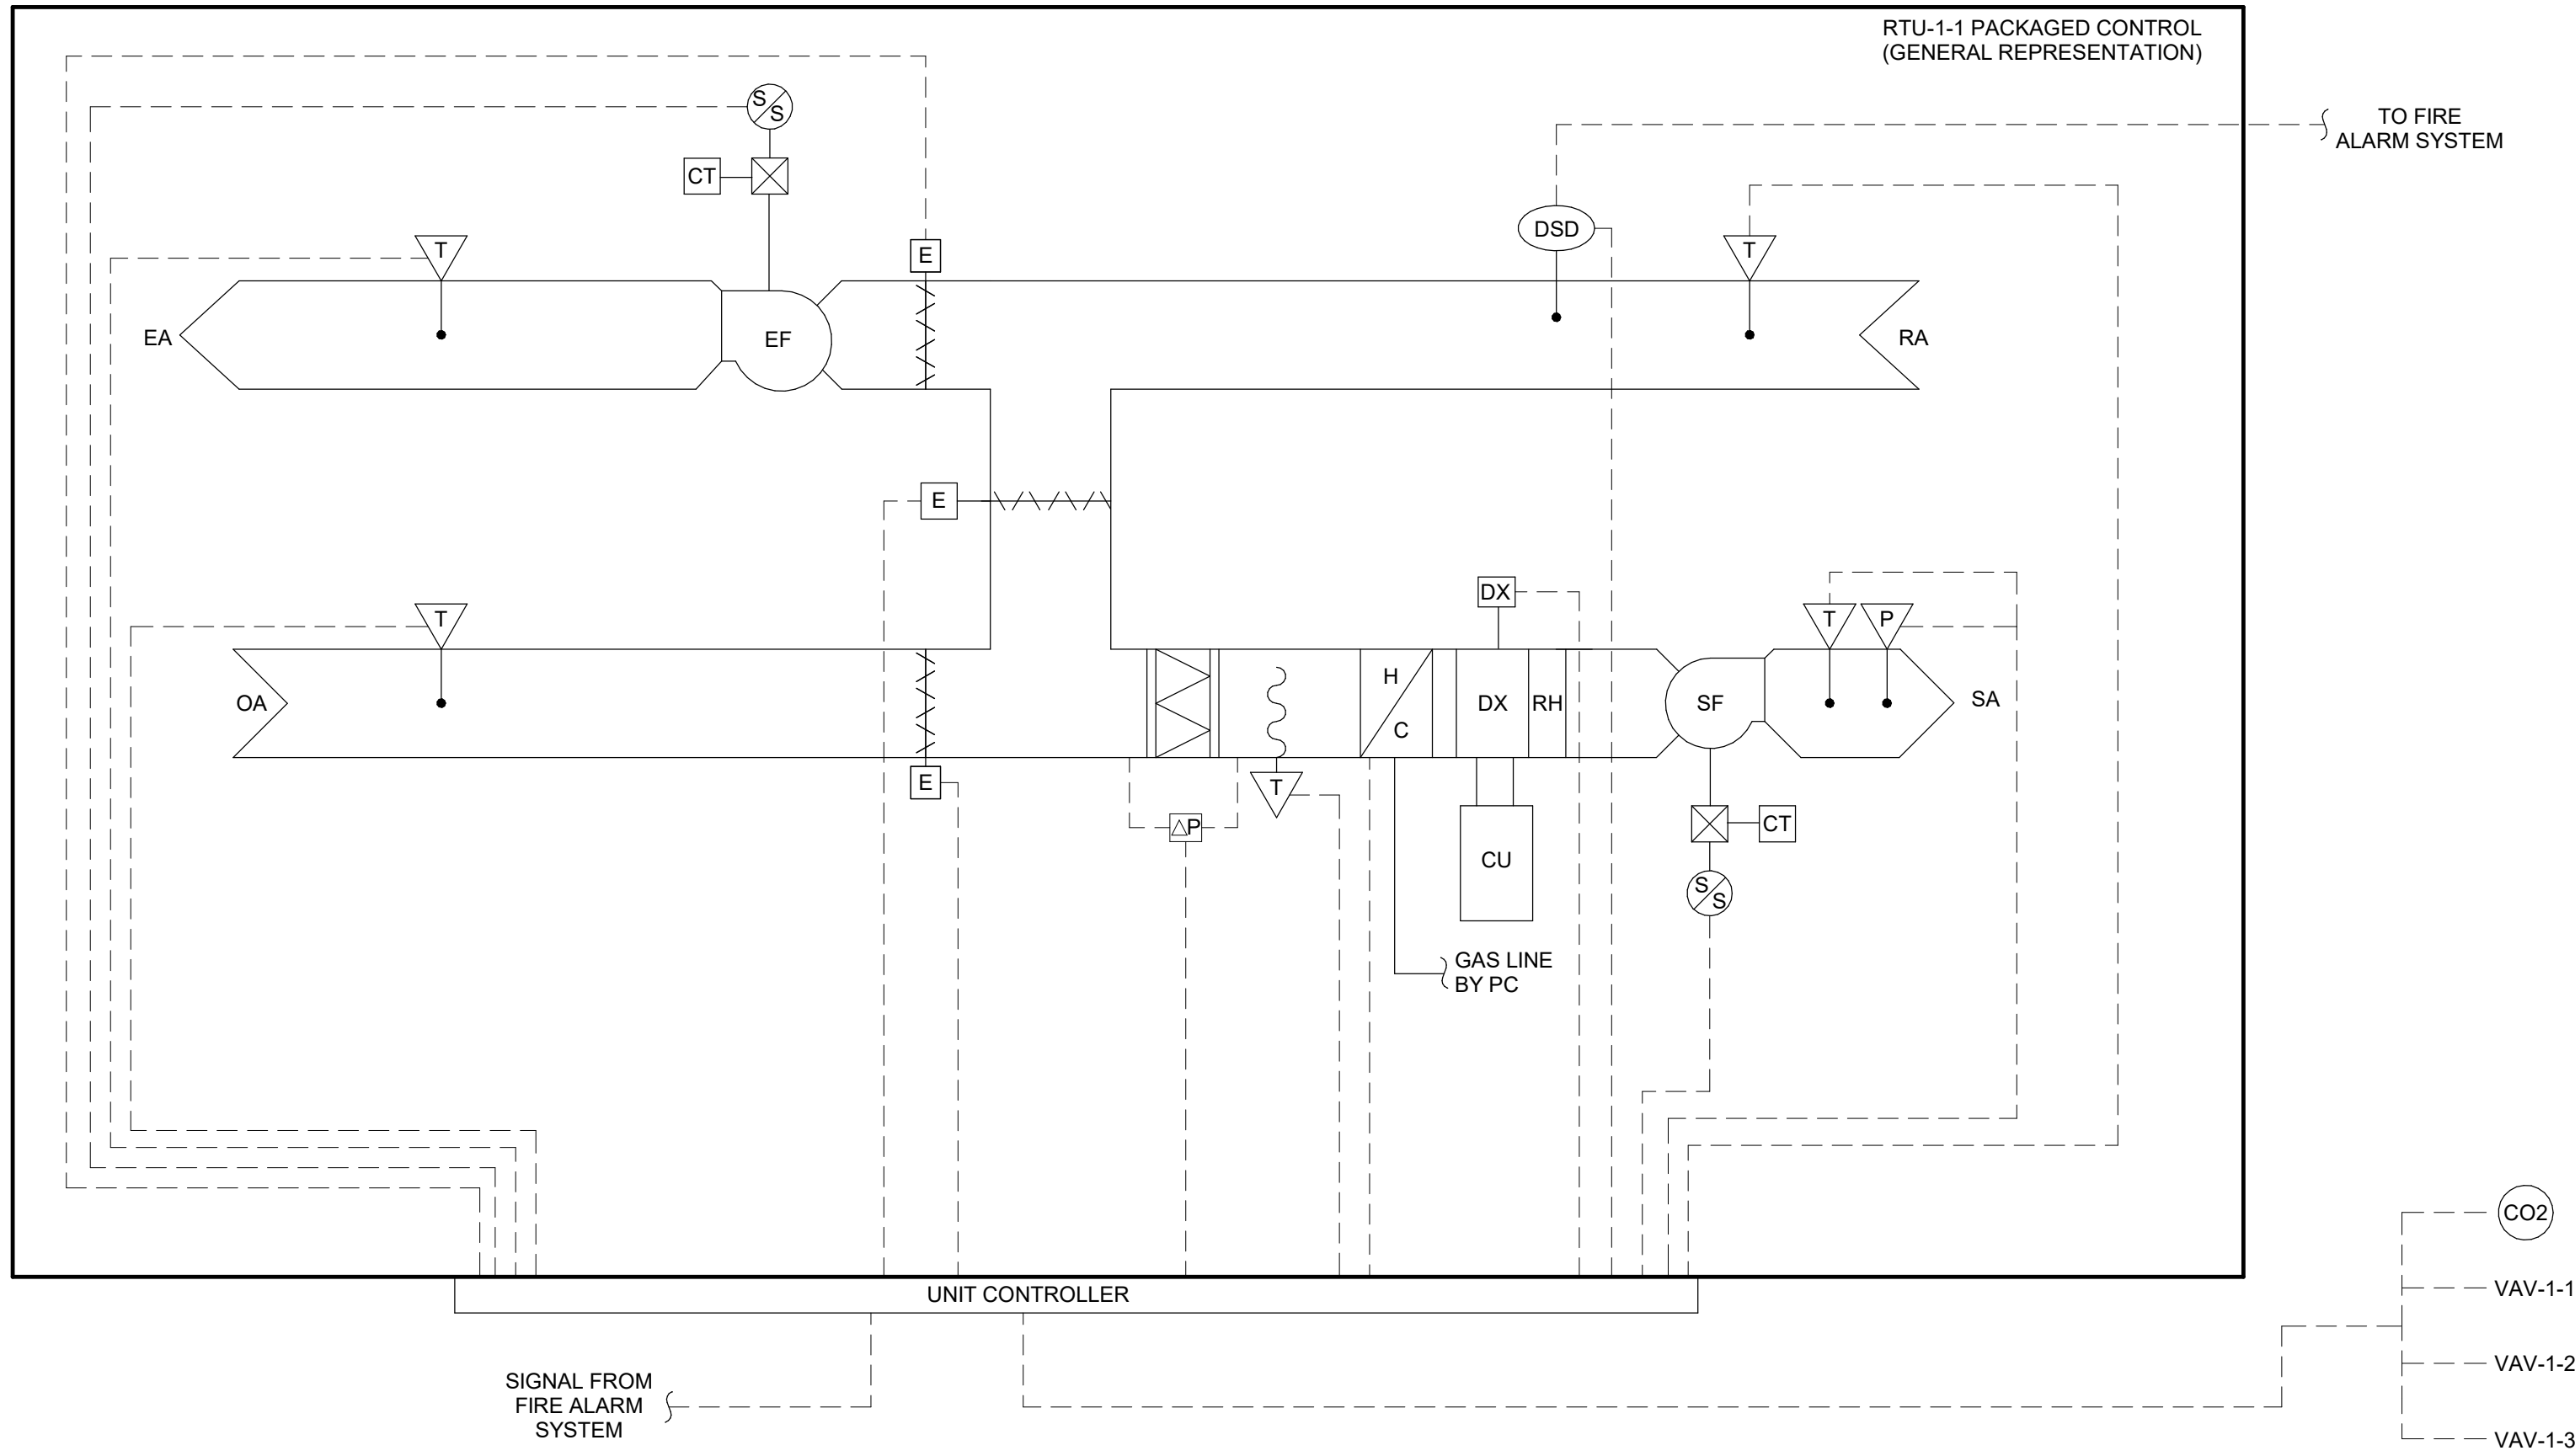 RTU-1-1 PACKAGED CONTROL
(GENERAL REPRESENTATION)
S/S
TO FIRE
ALARM SYSTEM
CT
DSD
T
E
T
EA
EF
RA
E
DX
T
T
P
H
C
OA
DX
RH
SF
SA
E
T
△P
CT
CU
S/S
GAS LINE
BY PC
CO2
UNIT CONTROLLER
VAV-1-1
VAV-1-2
SIGNAL FROM
FIRE ALARM
SYSTEM
VAV-1-3